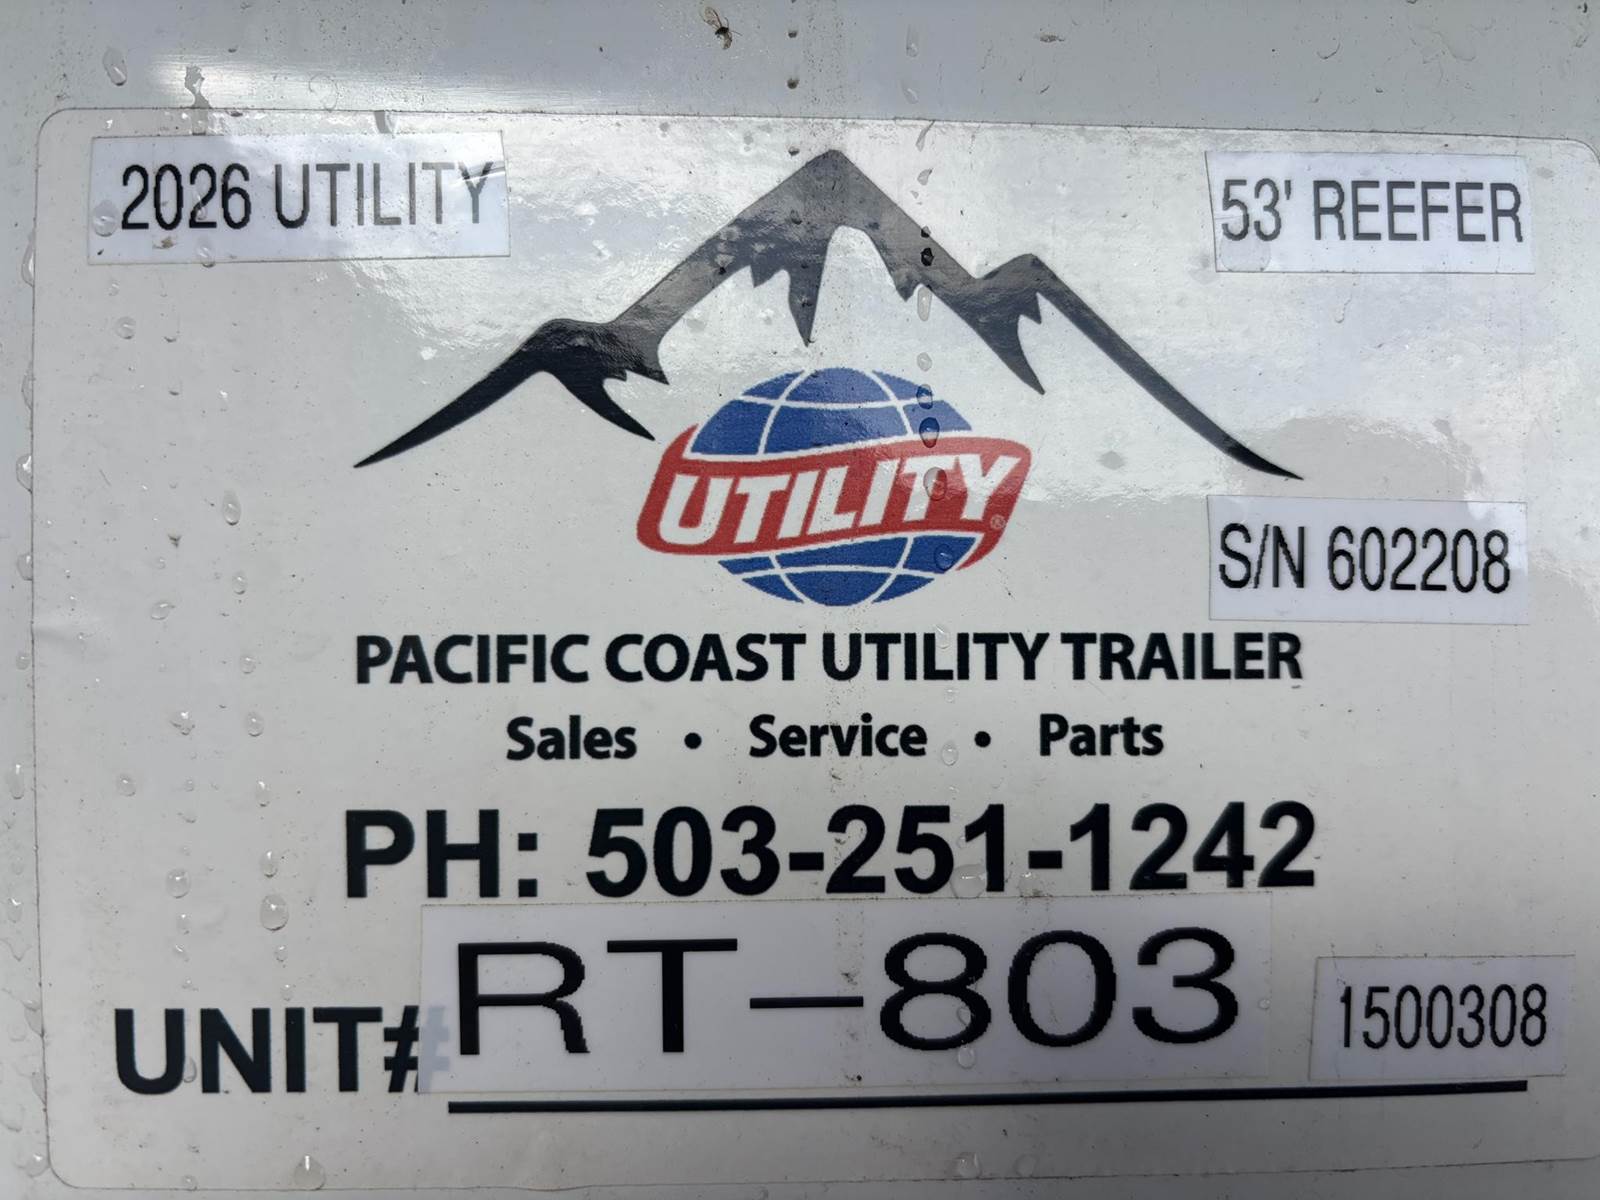 2026 UTILITY
53' REEFER
UTILITY®
S/N 602208
PACIFIC COAST UTILITY TRAILER
Sales • Service • Parts
PH: 503-251-1242
UNIT# RT-803
1500308